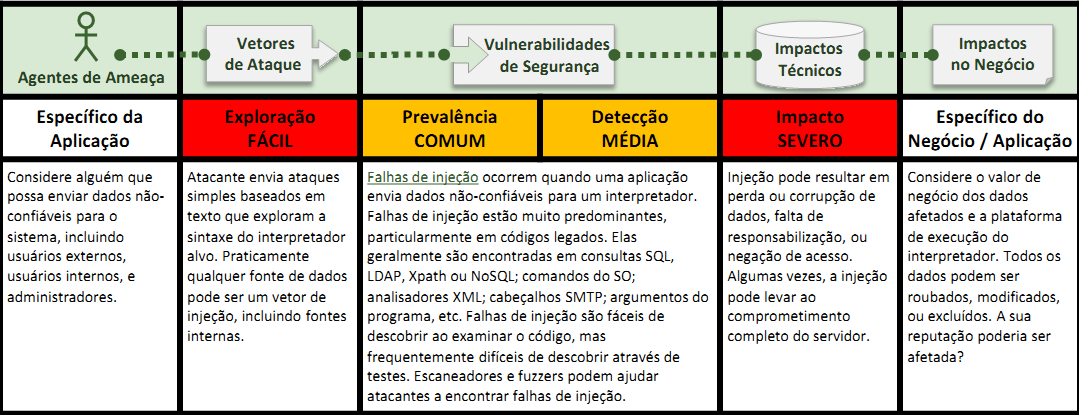 Agentes de Ameaça
Vetores
de Ataque
Vulnerabilidades
de Segurança
Impactos
Técnicos
Impactos
no Negócio
Específico da
Aplicação
Exploração
FÁCIL
Prevalência
COMUM
Detecção
MÉDIA
Impacto
SEVERO
Específico do
Negócio / Aplicação
Considere alguém que
possa enviar dados não-
confiáveis para o
sistema, incluindo
usuários externos,
usuários internos, e
administradores.
Atacante envia ataques
simples baseados em
texto que exploram a
sintaxe do interpretador
alvo. Praticamente
qualquer fonte de dados
pode ser um vetor de
injeção, incluindo fontes
internas.
Falhas de injeção ocorrem quando uma aplicação
envia dados não-confiáveis para um interpretador.
Falhas de injeção estão muito predominantes,
particularmente em códigos legados. Elas
geralmente são encontradas em consultas SQL,
LDAP, Xpath ou NoSQL; comandos do SO;
analisadores XML; cabeçalhos SMTP; argumentos do
programa, etc. Falhas de injeção são fáceis de
descobrir ao examinar o código, mas
frequentemente difíceis de descobrir através de
testes. Escaneadores e fuzzers podem ajudar
atacantes a encontrar falhas de injeção.
Injeção pode resultar em
perda ou corrupção de
dados, falta de
responsabilização, ou
negação de acesso.
Algumas vezes, a injeção
pode levar ao
comprometimento
completo do servidor.
Considere o valor de
negócio dos dados
afetados e a plataforma
de execução do
interpretador. Todos os
dados podem ser
roubados, modificados,
ou excluídos. A sua
reputação poderia ser
afetada?